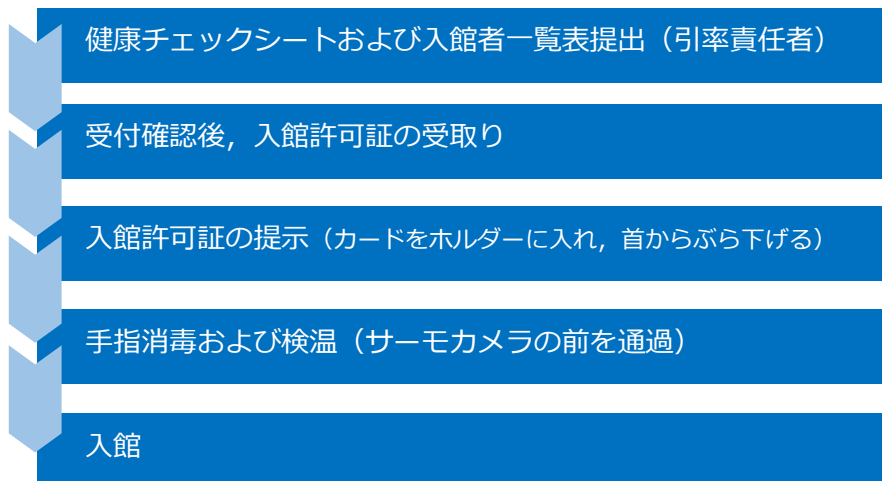 健康チェックシートおよび入館者一覧表提出（引率責任者）
受付確認後，入館許可証の受取り
入館許可証の提示（カードをホルダーに入れ，首からぶら下げる）
手指消毒および検温（サーモカメラの前を通過）
入館